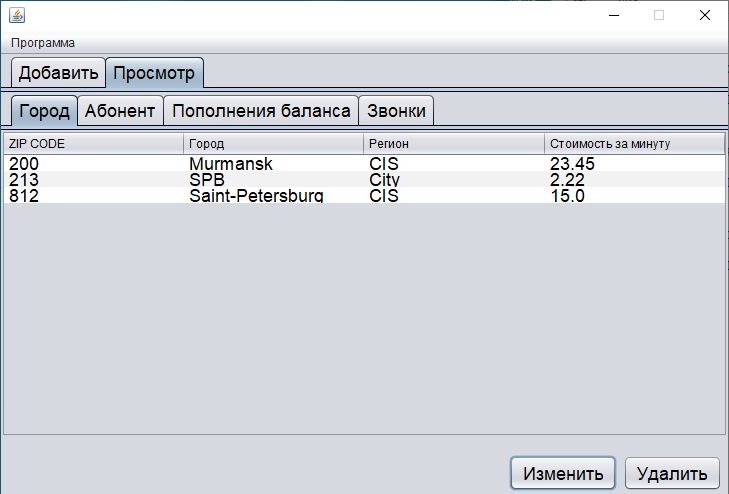 Программа
Добавить Просмотр
Город Абонент Пополнения баланса Звонки
ZIP CODE Город Регион Стоимость за минуту
200 Murmansk CIS 23.45
213 SPB City 2.22
812 Saint-Petersburg CIS 15.0
Изменить Удалить